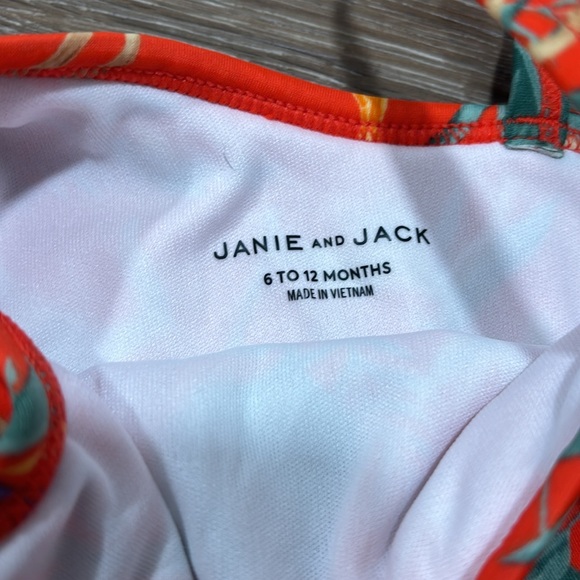 JANIE AND JACK
6 TO 12 MONTHS
MADE IN VIETNAM